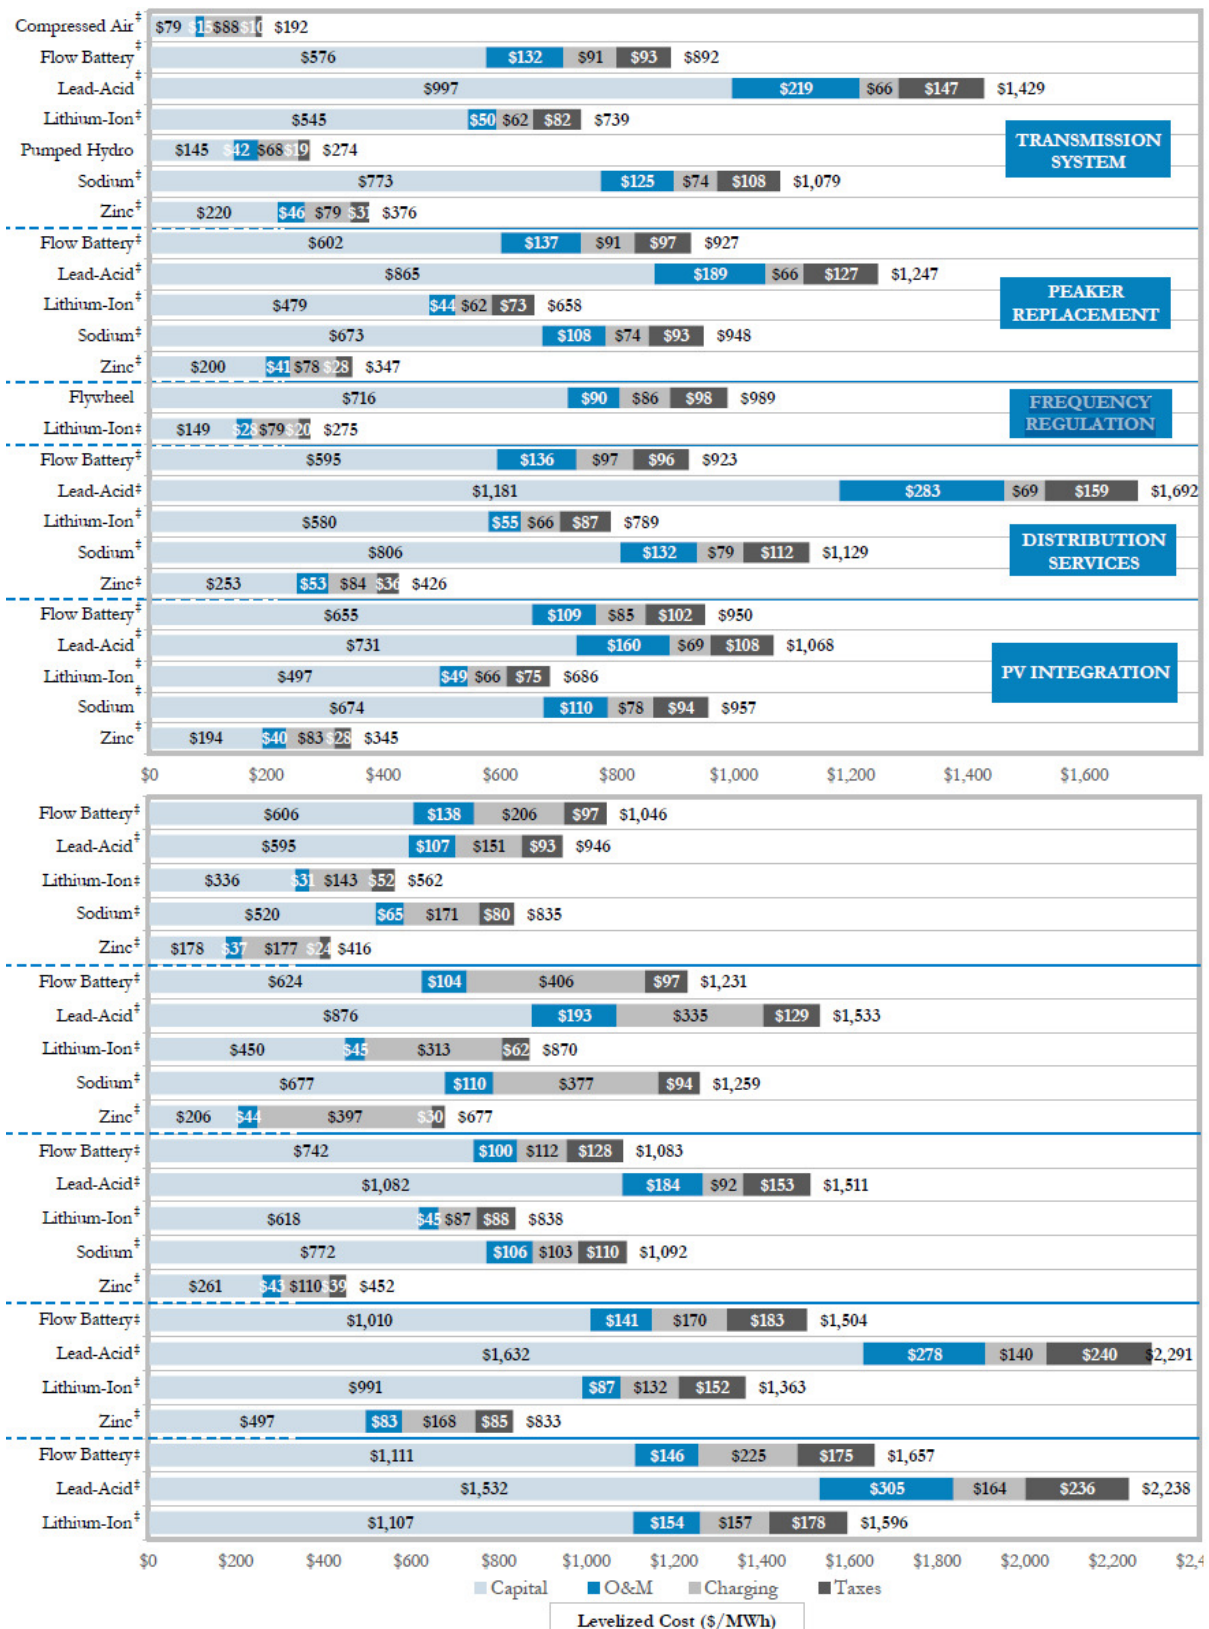 Compressed Air‡ $79 $15 $88 $10 $192
Flow Battery‡ $576 $132 $91 $93 $892
Lead-Acid‡ $997 $219 $66 $147 $1,429
Lithium-Ion‡ $545 $50 $62 $82 $739
Pumped Hydro $145 $42 $68 $19 $274
TRANSMISSION
SYSTEM
Sodium‡ $773 $125 $74 $108 $1,079
Zinc‡ $220 $46 $79 $31 $376
Flow Battery‡ $602 $137 $91 $97 $927
Lead-Acid‡ $865 $189 $66 $127 $1,247
Lithium-Ion‡ $479 $44 $62 $73 $658
PEAKER
REPLACEMENT
Sodium‡ $673 $108 $74 $93 $948
Zinc‡ $200 $41 $78 $28 $347
Flywheel $716 $90 $86 $98 $989
Lithium-Ion‡ $149 $28 $79 $20 $275
FREQUENCY
REGULATION
Flow Battery‡ $595 $136 $97 $96 $923
Lead-Acid‡ $1,181 $283 $69 $159 $1,692
Lithium-Ion‡ $580 $55 $66 $87 $789
Sodium‡ $806 $132 $79 $112 $1,129
DISTRIBUTION
SERVICES
Zinc‡ $253 $53 $84 $36 $426
Flow Battery‡ $655 $109 $85 $102 $950
Lead-Acid‡ $731 $160 $69 $108 $1,068
Lithium-Ion‡ $497 $49 $66 $75 $686
PV INTEGRATION
Sodium‡ $674 $110 $78 $94 $957
Zinc‡ $194 $40 $83 $28 $345
$0 $200 $400 $600 $800 $1,000 $1,200 $1,400 $1,600
Flow Battery‡ $606 $138 $206 $97 $1,046
Lead-Acid‡ $595 $107 $151 $93 $946
Lithium-Ion‡ $336 $31 $143 $52 $562
Sodium‡ $520 $65 $171 $80 $835
Zinc‡ $178 $37 $177 $24 $416
Flow Battery‡ $624 $104 $406 $97 $1,231
Lead-Acid‡ $876 $193 $335 $129 $1,533
Lithium-Ion‡ $450 $45 $313 $62 $870
Sodium‡ $677 $110 $377 $94 $1,259
Zinc‡ $206 $44 $397 $30 $677
Flow Battery‡ $742 $100 $112 $128 $1,083
Lead-Acid‡ $1,082 $184 $92 $153 $1,511
Lithium-Ion‡ $618 $45 $87 $88 $838
Sodium‡ $772 $106 $103 $110 $1,092
Zinc‡ $261 $43 $110 $39 $452
Flow Battery‡ $1,010 $141 $170 $183 $1,504
Lead-Acid‡ $1,632 $278 $140 $240 $2,291
Lithium-Ion‡ $991 $87 $132 $152 $1,363
Zinc‡ $497 $83 $168 $85 $833
Flow Battery‡ $1,111 $146 $225 $175 $1,657
Lead-Acid‡ $1,532 $305 $164 $236 $2,238
Lithium-Ion‡ $1,107 $154 $157 $178 $1,596
$0 $200 $400 $600 $800 $1,000 $1,200 $1,400 $1,600 $1,800 $2,000 $2,200 $2,4
Capital O&M Charging Taxes
Levelized Cost ($/MWh)